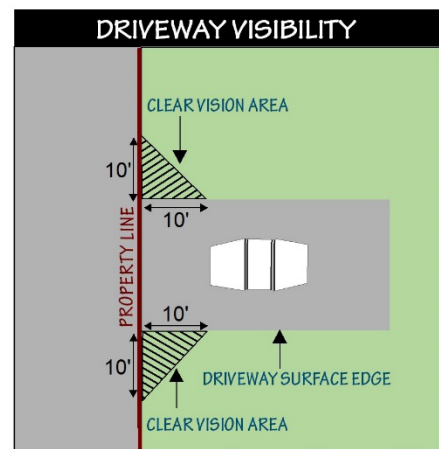 DRIVEWAY VISIBILITY
CLEAR VISION AREA
10'
10'
PROPERTY LINE
10'
10'
DRIVEWAY SURFACE EDGE
CLEAR VISION AREA